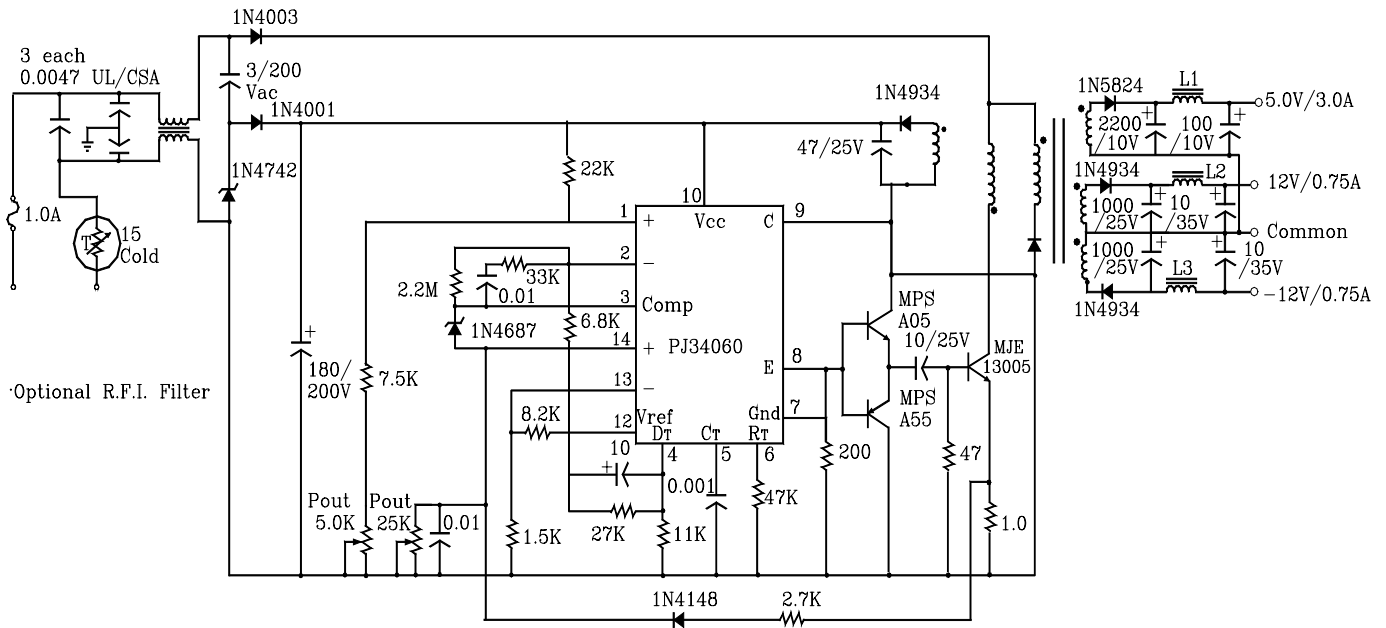 1N4003
3 each
0.0047 UL/CSA
3/200
Vac
1N4001
1N4742
1.0A
T
15
Cold
·Optional R.F.I. Filter
+
180/
200V
7.5K
22K
2.2M
33K
0.01
1N4687
6.8K
8.2K
1.5K
Pout
5.0K
Pout
25K
0.01
10
+
27K
11K
0.001
47K
1
2
3
14
13
12
+
−
Comp
+
−
Vref
10
Vcc
C
9
PJ34060
E
8
Gnd
7
DT
CT
RT
4
5
6
1N4934
47/25V
MPS
A05
10/25V
MJE
13005
MPS
A55
200
47
1.0
1N4148
2.7K
1N5824
L1
5.0V/3.0A
2200
/10V
+
100
/10V
+
1N4934
L2
12V/0.75A
1000
/25V
+
10
/35V
+
Common
1000
/25V
+
+
10
/35V
L3
−12V/0.75A
1N4934